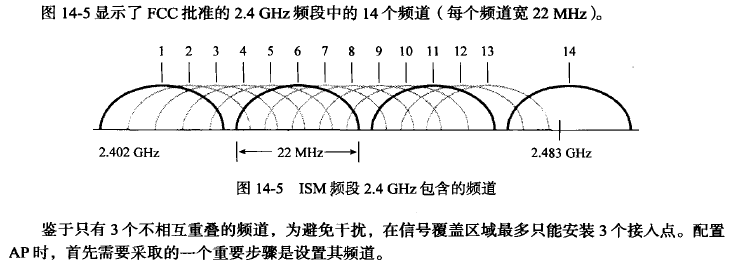 图 14-5 显示了 FCC 批准的 2.4 GHz 频段中的 14 个频道（每个频道宽 22 MHz）。
1 2 3 4 5 6 7 8 9 10 11 12 13 14
2.402 GHz 22 MHz 2.483 GHz
图 14-5 ISM 频段 2.4 GHz 包含的频道
鉴于只有 3 个不相互重叠的频道，为避免干扰，在信号覆盖区域最多只能安装 3 个接入点。配置
AP 时，首先需要采取的一个重要步骤是设置其频道。